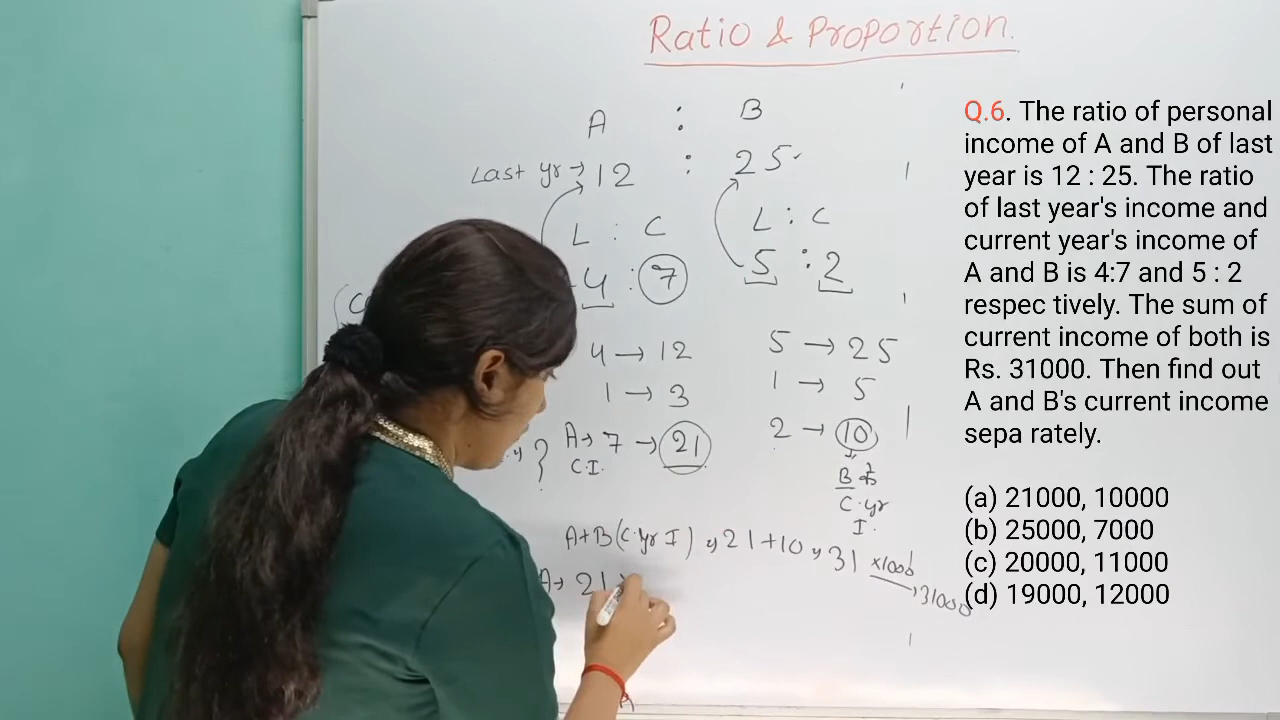 Ratio & Proportion.
A : B
Last yr → 12 : 25
L : C
L : C
4 : 7
5 : 2
4 → 12
5 → 25
1 → 3
1 → 5
A → 7 → 21
C.I.
2 → 10
B
C.yr
I.
A+B (C.yr I) → 21+10 → 31 ×1000 → 31000
A → 21
Q.6. The ratio of personal
income of A and B of last
year is 12 : 25. The ratio
of last year's income and
current year's income of
A and B is 4:7 and 5 : 2
respec tively. The sum of
current income of both is
Rs. 31000. Then find out
A and B's current income
sepa rately.
(a) 21000, 10000
(b) 25000, 7000
(c) 20000, 11000
(d) 19000, 12000